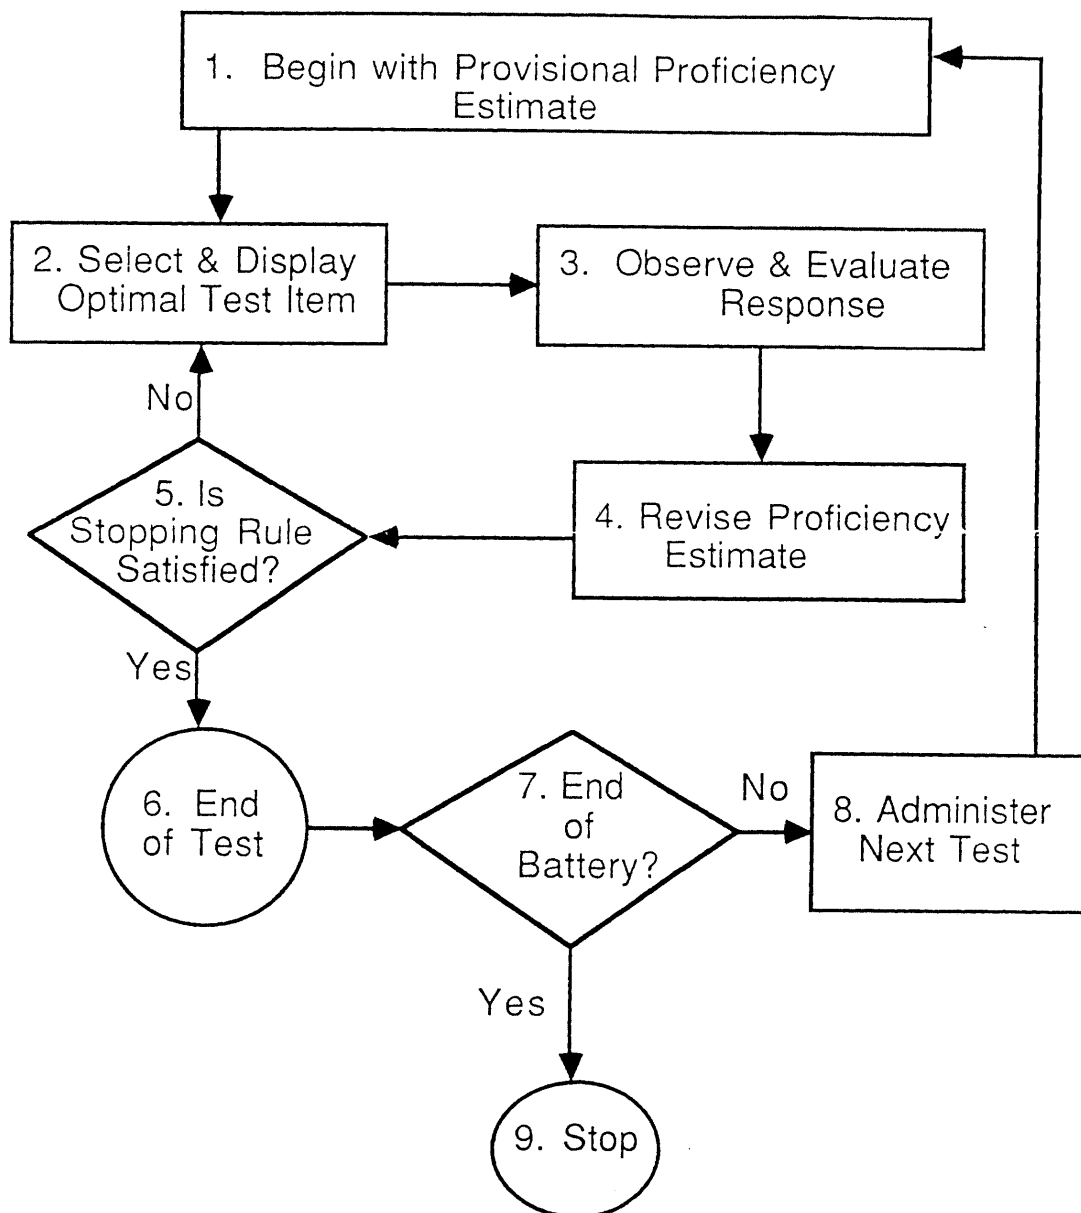 1. Begin with Provisional Proficiency
Estimate
2. Select & Display
Optimal Test Item
3. Observe & Evaluate
Response
No
4. Revise Proficiency
Estimate
5. Is
Stopping Rule
Satisfied?
Yes
6. End
of Test
7. End
of
Battery?
No
8. Administer
Next Test
Yes
9. Stop